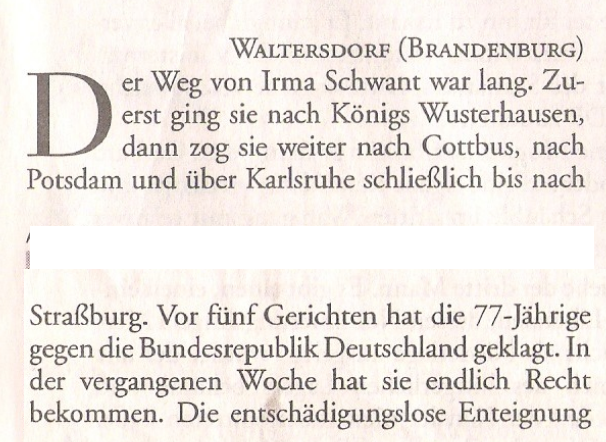 WALTERSDORF (BRANDENBURG)
Der Weg von Irma Schwant war lang. Zu-
erst ging sie nach Königs Wusterhausen,
dann zog sie weiter nach Cottbus, nach
Potsdam und über Karlsruhe schließlich bis nach
Straßburg. Vor fünf Gerichten hat die 77-Jährige
gegen die Bundesrepublik Deutschland geklagt. In
der vergangenen Woche hat sie endlich Recht
bekommen. Die entschädigungslose Enteignung